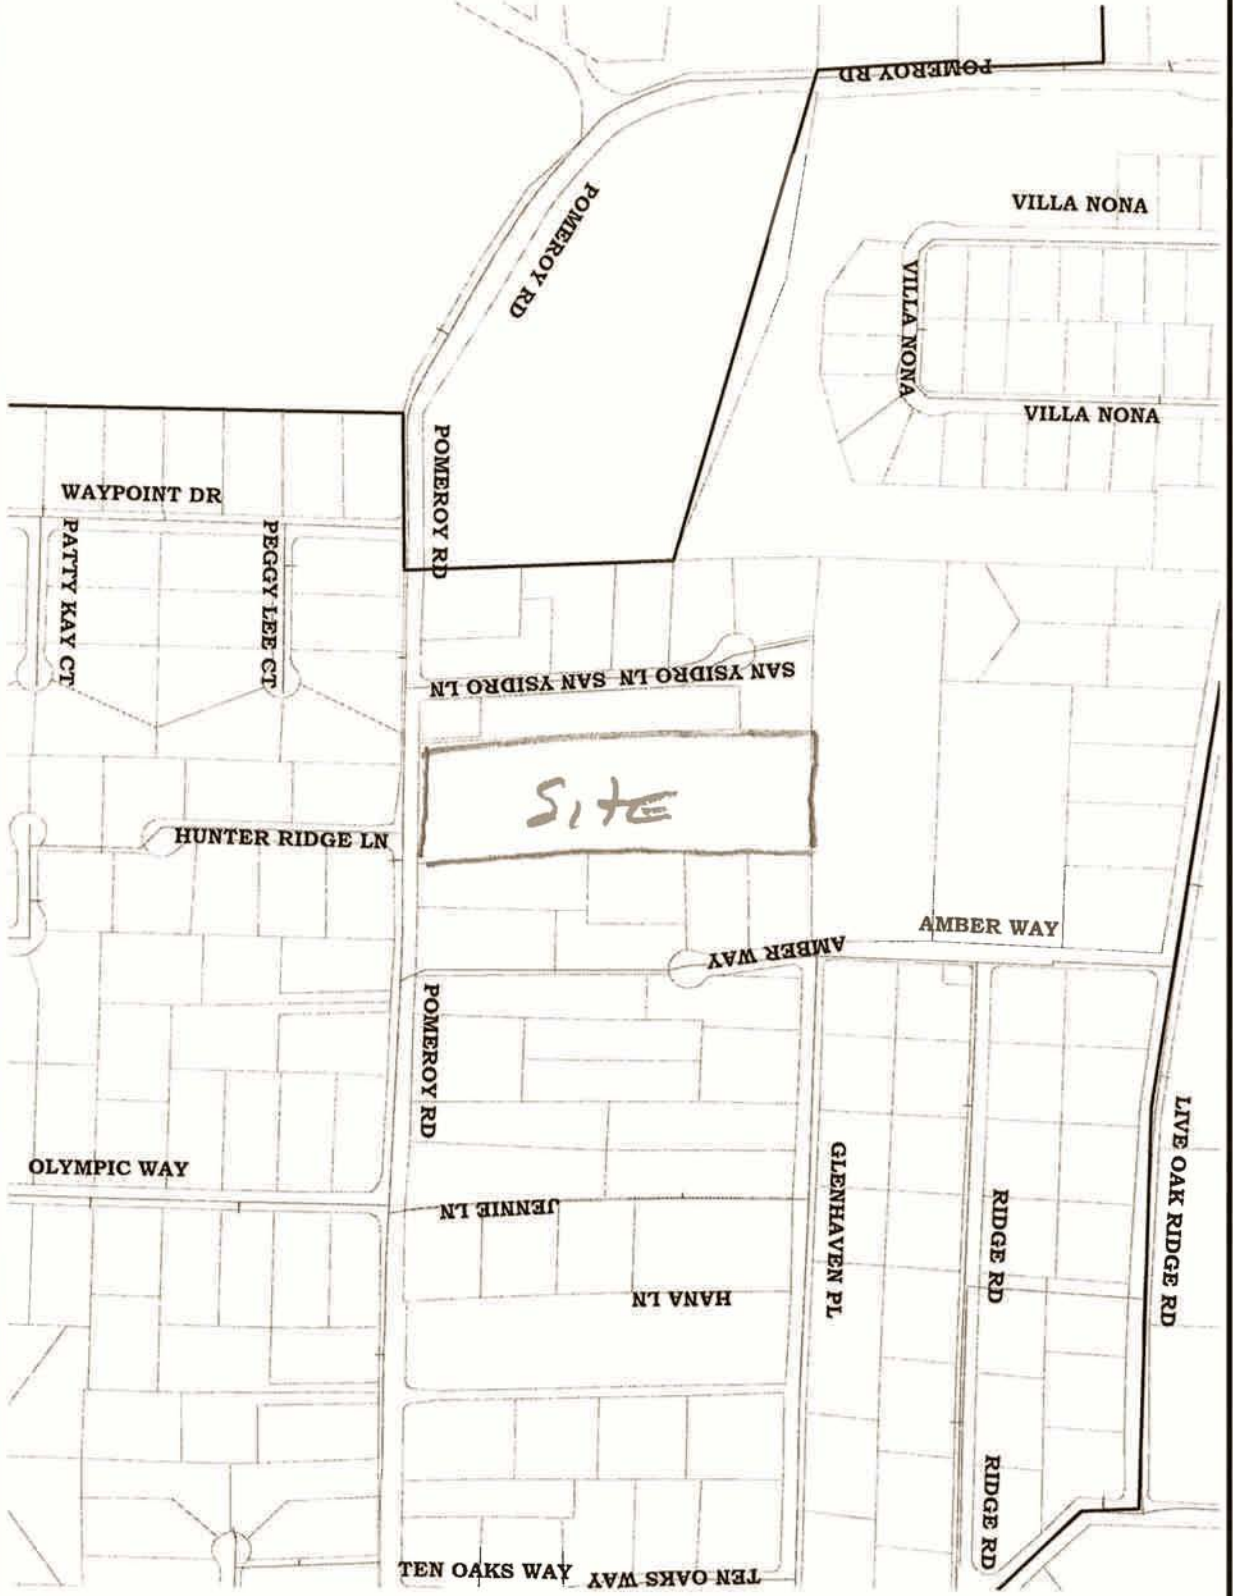 POMEROY RD
POMEROY RD
VILLA NONA
VILLA NONA
VILLA NONA
POMEROY RD
WAYPOINT DR
PATTY KAY CT
PEGGY LEE CT
SAN YSIDRO LN SAN YSIDRO LN
SITE
HUNTER RIDGE LN
AMBER WAY
AMBER WAY
POMEROY RD
OLYMPIC WAY
JENNIE LN
GLENHAVEN PL
RIDGE RD
LIVE OAK RIDGE RD
HANA LN
RIDGE RD
TEN OAKS WAY
TEN OAKS WAY